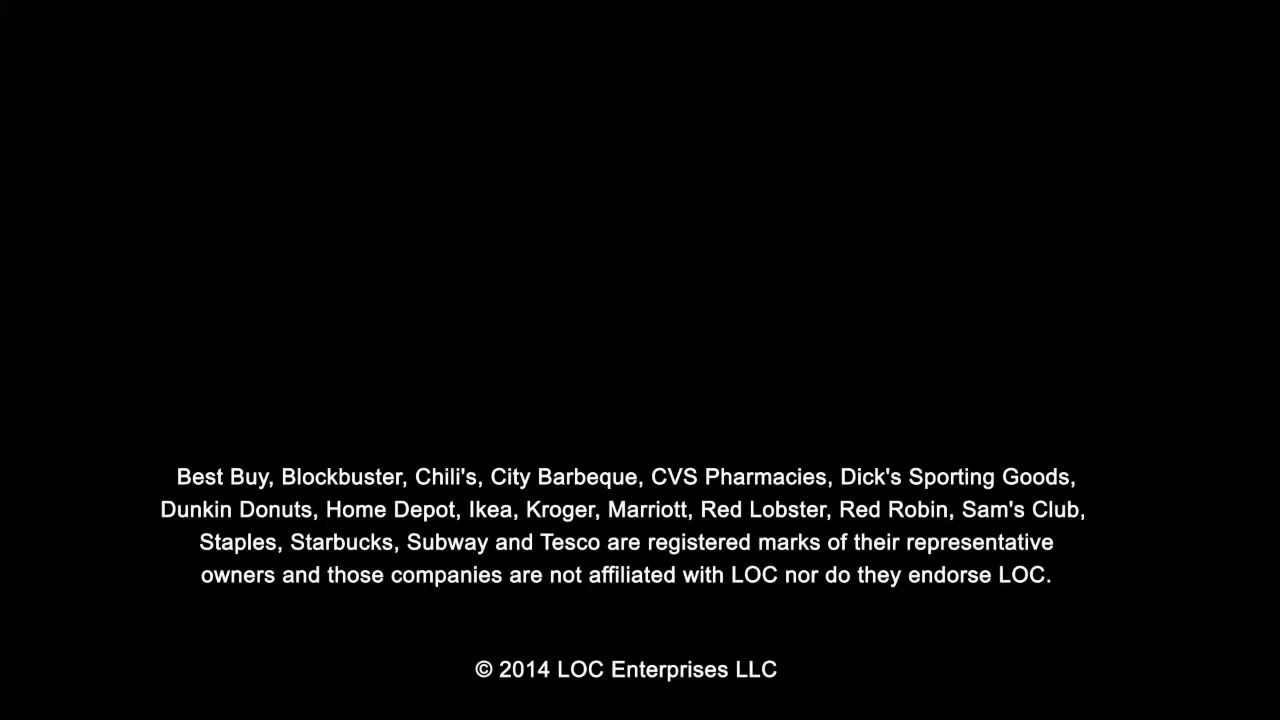 Best Buy, Blockbuster, Chili's, City Barbeque, CVS Pharmacies, Dick's Sporting Goods,
Dunkin Donuts, Home Depot, Ikea, Kroger, Marriott, Red Lobster, Red Robin, Sam's Club,
Staples, Starbucks, Subway and Tesco are registered marks of their representative
owners and those companies are not affiliated with LOC nor do they endorse LOC.
© 2014 LOC Enterprises LLC